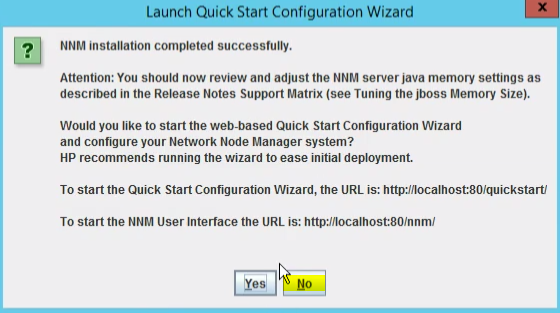 Launch Quick Start Configuration Wizard
x
?
NNM installation completed successfully.
Attention: You should now review and adjust the NNM server java memory settings as
described in the Release Notes Support Matrix (see Tuning the jboss Memory Size).
Would you like to start the web-based Quick Start Configuration Wizard
and configure your Network Node Manager system?
HP recommends running the wizard to ease initial deployment.
To start the Quick Start Configuration Wizard, the URL is: http://localhost:80/quickstart/
To start the NNM User Interface the URL is: http://localhost:80/nnm/
Yes No